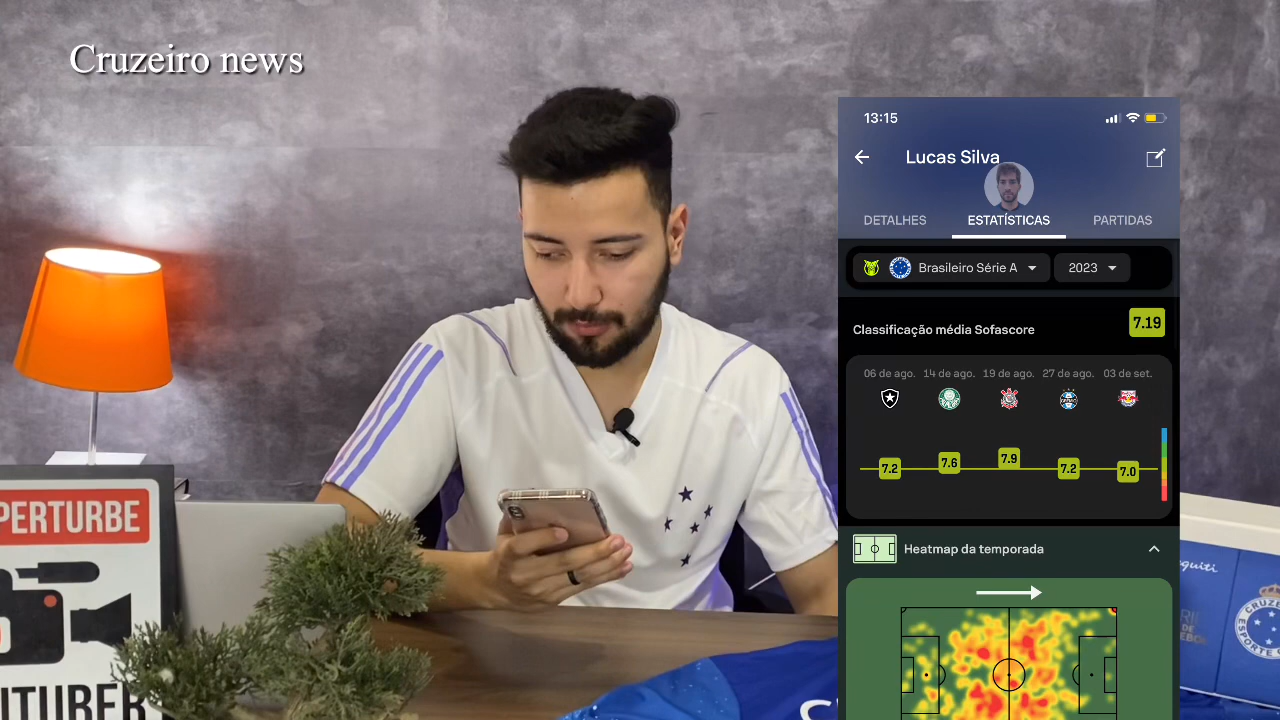 Cruzeiro news
13:15
Lucas Silva
DETALHES ESTATÍSTICAS PARTIDAS
Brasileiro Série A 2023
Classificação média Sofascore 7.19
06 de ago. 14 de ago. 19 de ago. 27 de ago. 03 de set.
7.2 7.6 7.9 7.2 7.0
Heatmap da temporada
PERTURBE
CRUZEIRO
ESPORTE